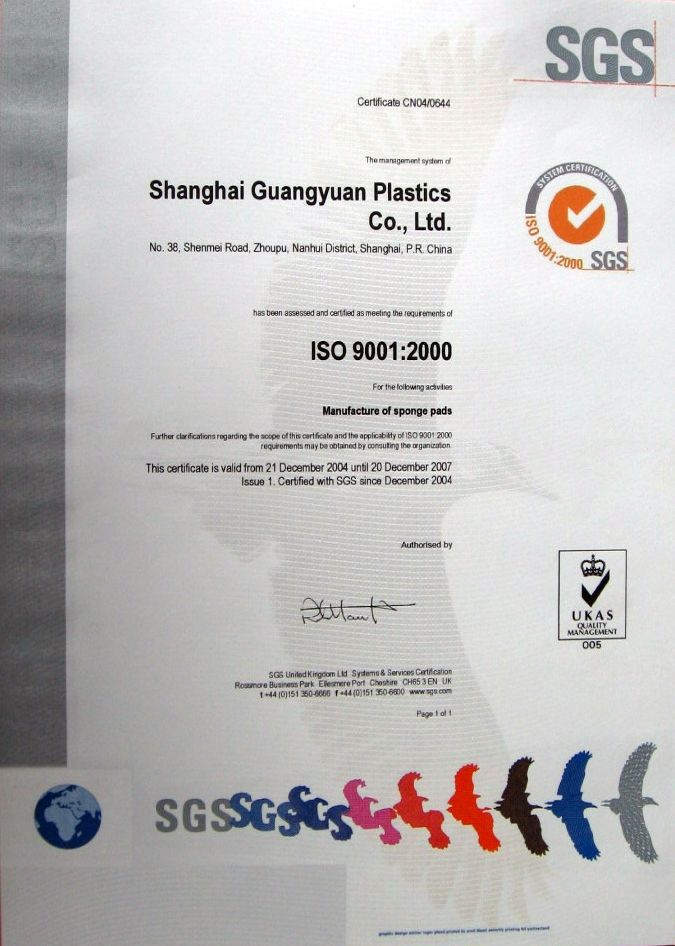 SGS
Certificate CN04/0644
The management system of
Shanghai Guangyuan Plastics
Co., Ltd.
No. 38, Shenmei Road, Zhoupu, Nanhui District, Shanghai, P.R. China
SYSTEM CERTIFICATION
ISO 9001:2000
SGS
has been assessed and certified as meeting the requirements of
ISO 9001:2000
For the following activities
Manufacture of sponge pads
Further clarifications regarding the scope of this certificate and the applicability of ISO 9001:2000
requirements may be obtained by consulting the organization.
This certificate is valid from 21 December 2004 until 20 December 2007
Issue 1. Certified with SGS since December 2004
Authorised by
UKAS
QUALITY
MANAGEMENT
005
SGS United Kingdom Ltd Systems & Services Certification
Rossmore Business Park Ellesmere Port Cheshire CH65 3EN UK
t +44 (0)151 350-6666 f +44 (0)151 350-6600 www.sgs.com
Page 1 of 1
SGSSGSSGS